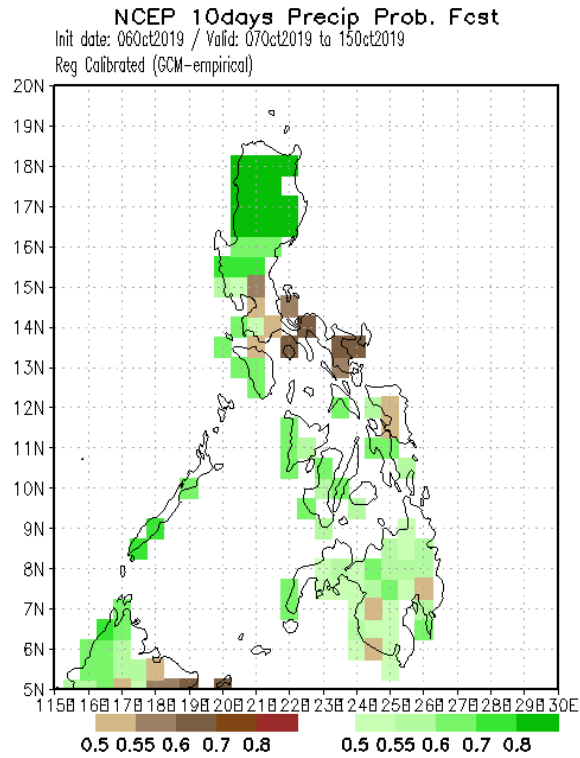 NCEP 10days Precip Prob. Fcst
Init date: 06Oct2019 / Valid: 07Oct2019 to 15Oct2019
Reg Calibrated (GCM-empirical)
20N
19N
18N
17N
16N
15N
14N
13N
12N
11N
10N
9N
8N
7N
6N
5N
115E 116E 117E 118E 119E 120E 121E 122E 123E 124E 125E 126E 127E 128E 129E 130E
0.5 0.55 0.6 0.7 0.8 0.5 0.55 0.6 0.7 0.8